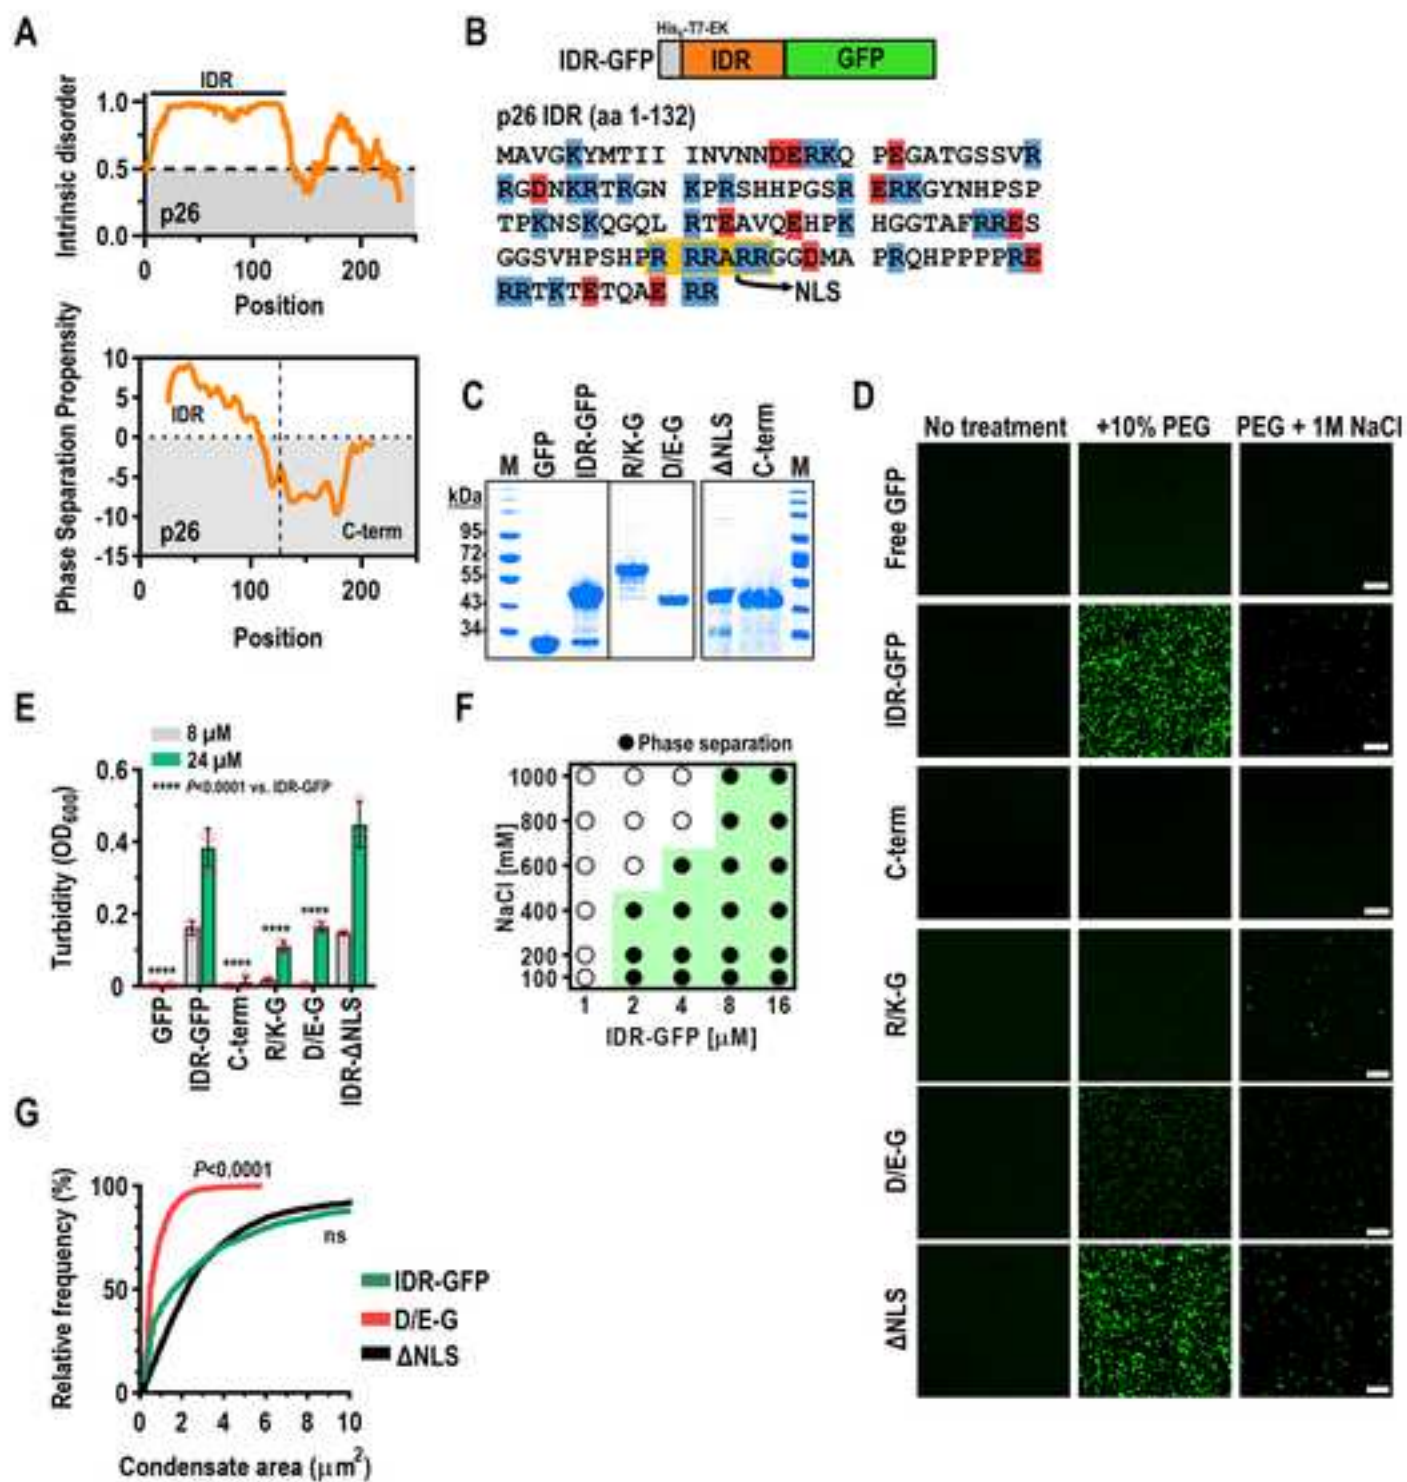 A
IDR
Intrinsic disorder
1.0
0.5
0.0
p26
0 100 200
Position
Phase Separation Propensity
10
5
0
-5
-10
-15
IDR
p26
C-term
0 100 200
Position
B
His6-T7-EK
IDR-GFP IDR GFP
p26 IDR (aa 1-132)
MAVGKYMTII INVNNDERKQ PEGATGSSVR
RGDNKRTRGN KPRSHHPGSR ERKGYNHPSP
TPKNSKQGQL RTEAVQEHPK HGGTAFRRES
GGSVHPSHPR RRARRGGDMA PRQHPPPPRE
RRTKTETQAE RR
NLS
C
M GFP IDR-GFP R/K-G D/E-G ΔNLS C-term M
kDa
95
72
55
43
34
D
No treatment +10% PEG PEG + 1M NaCl
Free GFP
IDR-GFP
C-term
R/K-G
D/E-G
ΔNLS
E
8 μM
24 μM
**** P<0.0001 vs. IDR-GFP
Turbidity (OD600)
0.6
0.4
0.2
0
**** **** **** ****
GFP IDR-GFP C-term R/K-G D/E-G IDR-ΔNLS
F
Phase separation
NaCl [mM]
1000
800
600
400
200
100
1 2 4 8 16
IDR-GFP [μM]
G
Relative frequency (%)
P<0.0001
100
50
0
ns
IDR-GFP
D/E-G
ΔNLS
0 2 4 6 8 10
Condensate area (μm2)